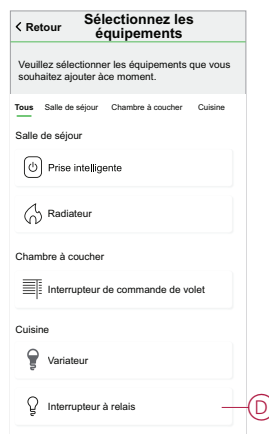 < Retour
Sélectionnez les
équipements
Veuillez sélectionner les équipements que vous
souhaitez ajouter àce moment.
Tous Salle de séjour Chambre à coucher Cuisine
Salle de séjour
Prise intelligente
Radiateur
Chambre à coucher
Interrupteur de commande de volet
Cuisine
Variateur
Interrupteur à relais
D